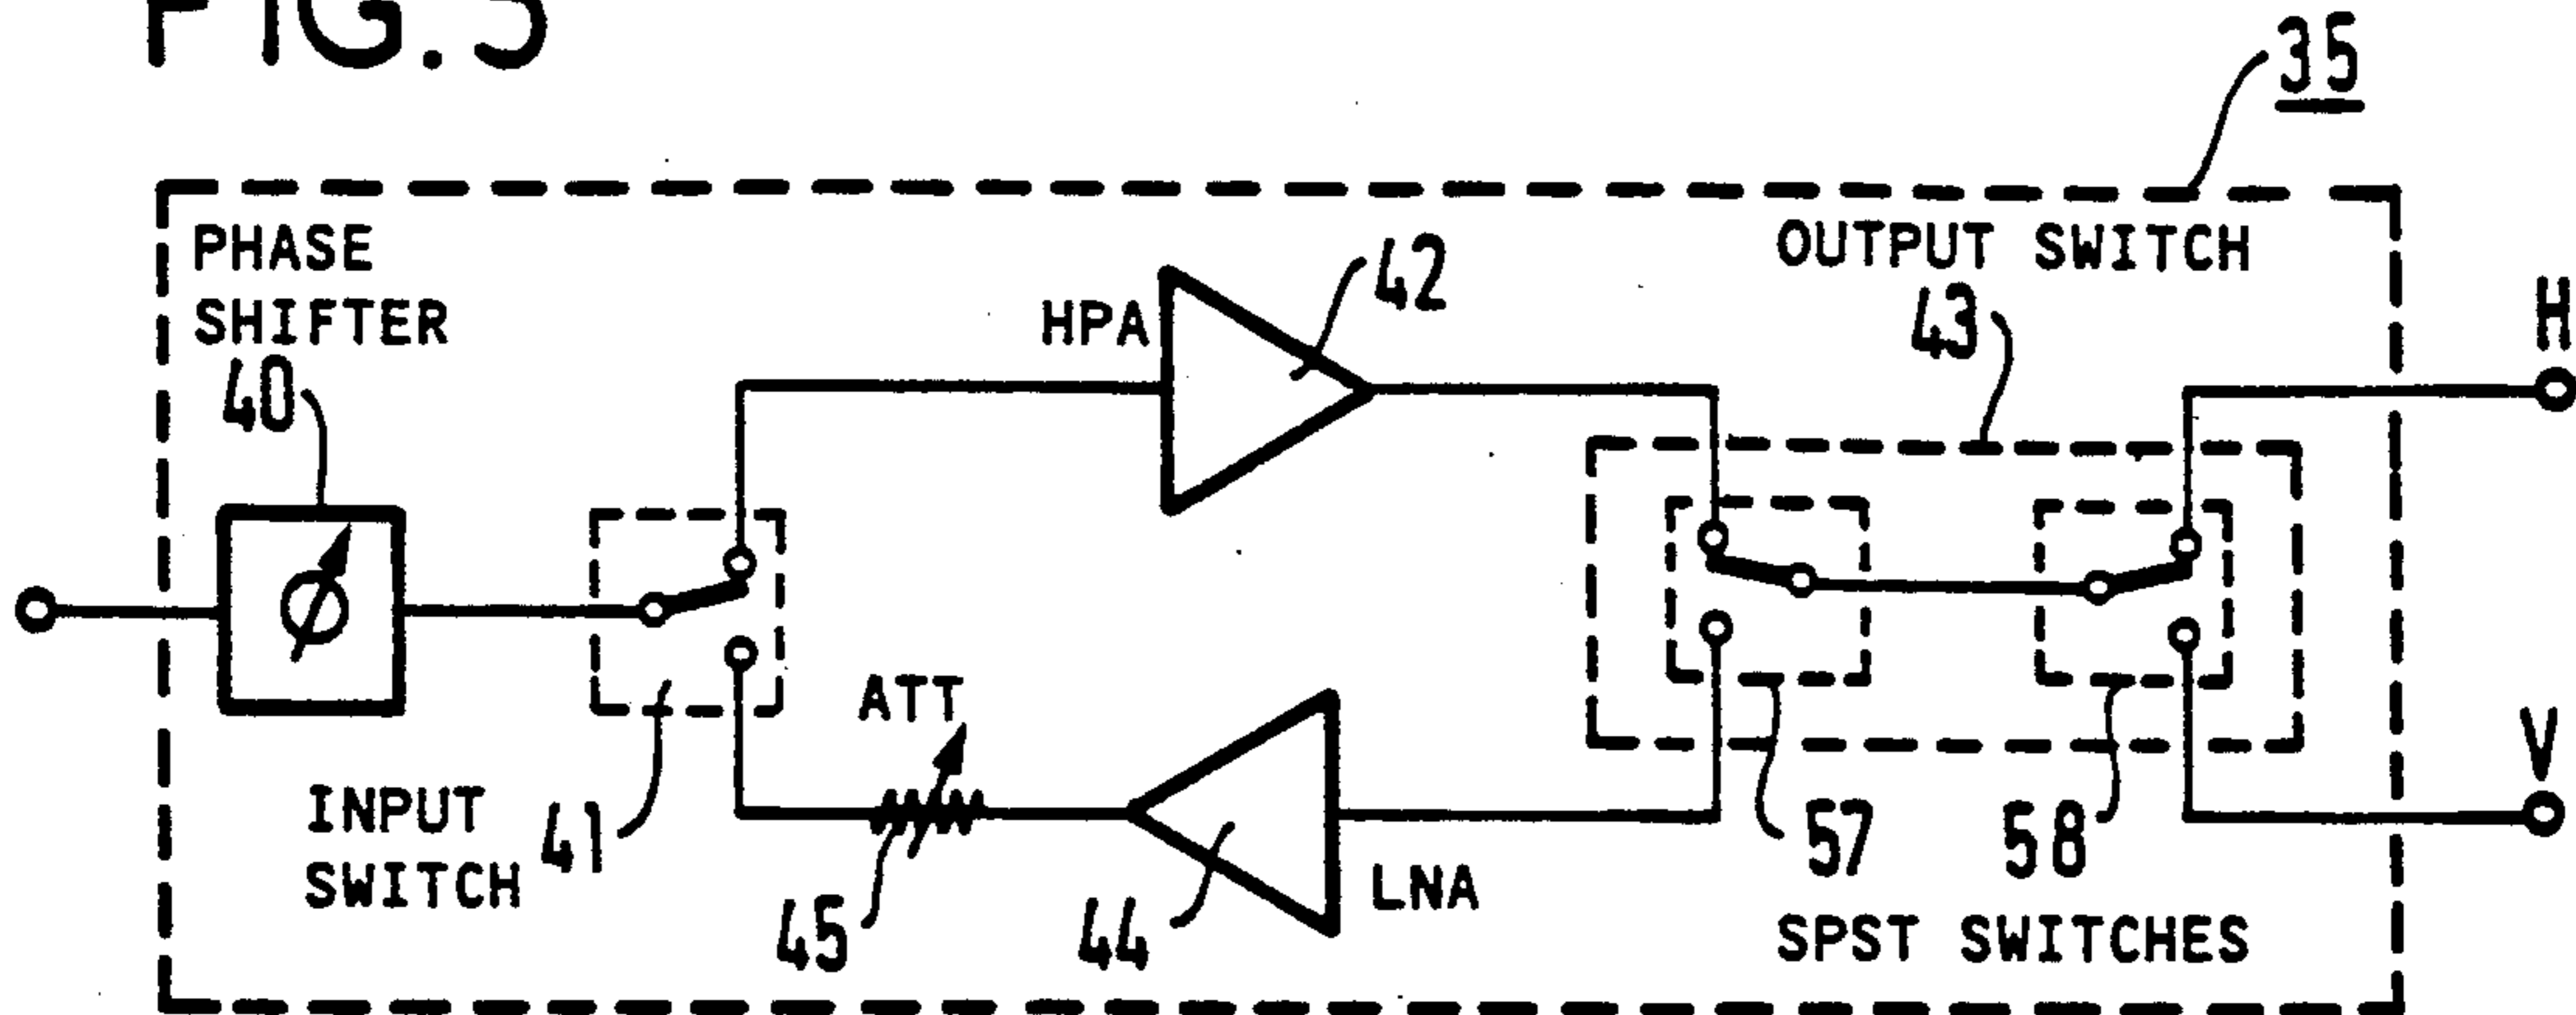 FIG.5
35
PHASE
SHIFTER
40
HPA
42
OUTPUT SWITCH
43
H
ATT
INPUT
SWITCH
41
45
44
LNA
57
58
SPST SWITCHES
V